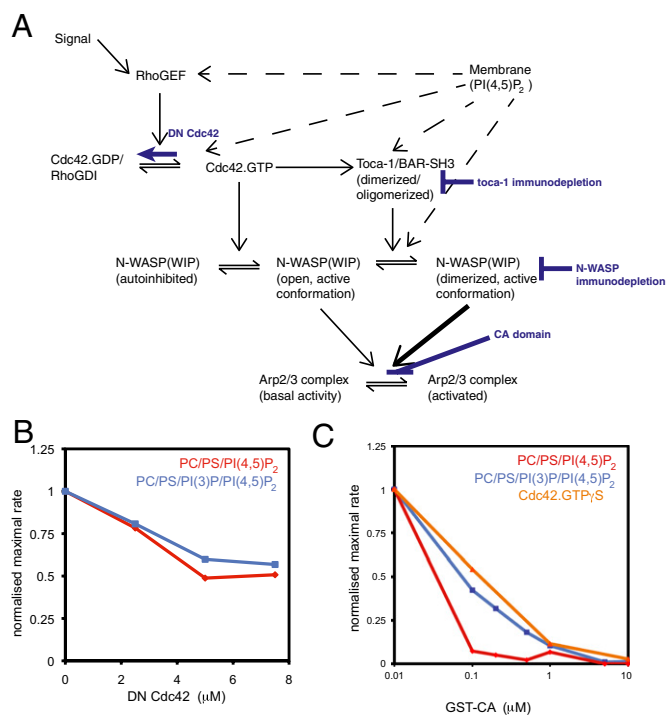 A
Signal
RhoGEF
Membrane
(PI(4,5)P2 )
DN Cdc42
Cdc42.GDP/
RhoGDI
Cdc42.GTP
Toca-1/BAR-SH3
(dimerized/
oligomerized)
toca-1 immunodepletion
N-WASP(WIP)
(autoinhibited)
N-WASP(WIP)
(open, active
conformation)
N-WASP(WIP)
(dimerized, active
conformation)
N-WASP
immunodepletion
CA domain
Arp2/3 complex
(basal activity)
Arp2/3 complex
(activated)
B
PC/PS/PI(4,5)P2
PC/PS/PI(3)P/PI(4,5)P2
normalised maximal rate
1.25
1
0.75
0.5
0.25
0
0 2 4 6 8
DN Cdc42 (μM)
C
PC/PS/PI(4,5)P2
PC/PS/PI(3)P/PI(4,5)P2
Cdc42.GTPγS
normalised maximal rate
1.25
1
0.75
0.5
0.25
0
0.01 0.1 1 10
GST-CA (μM)